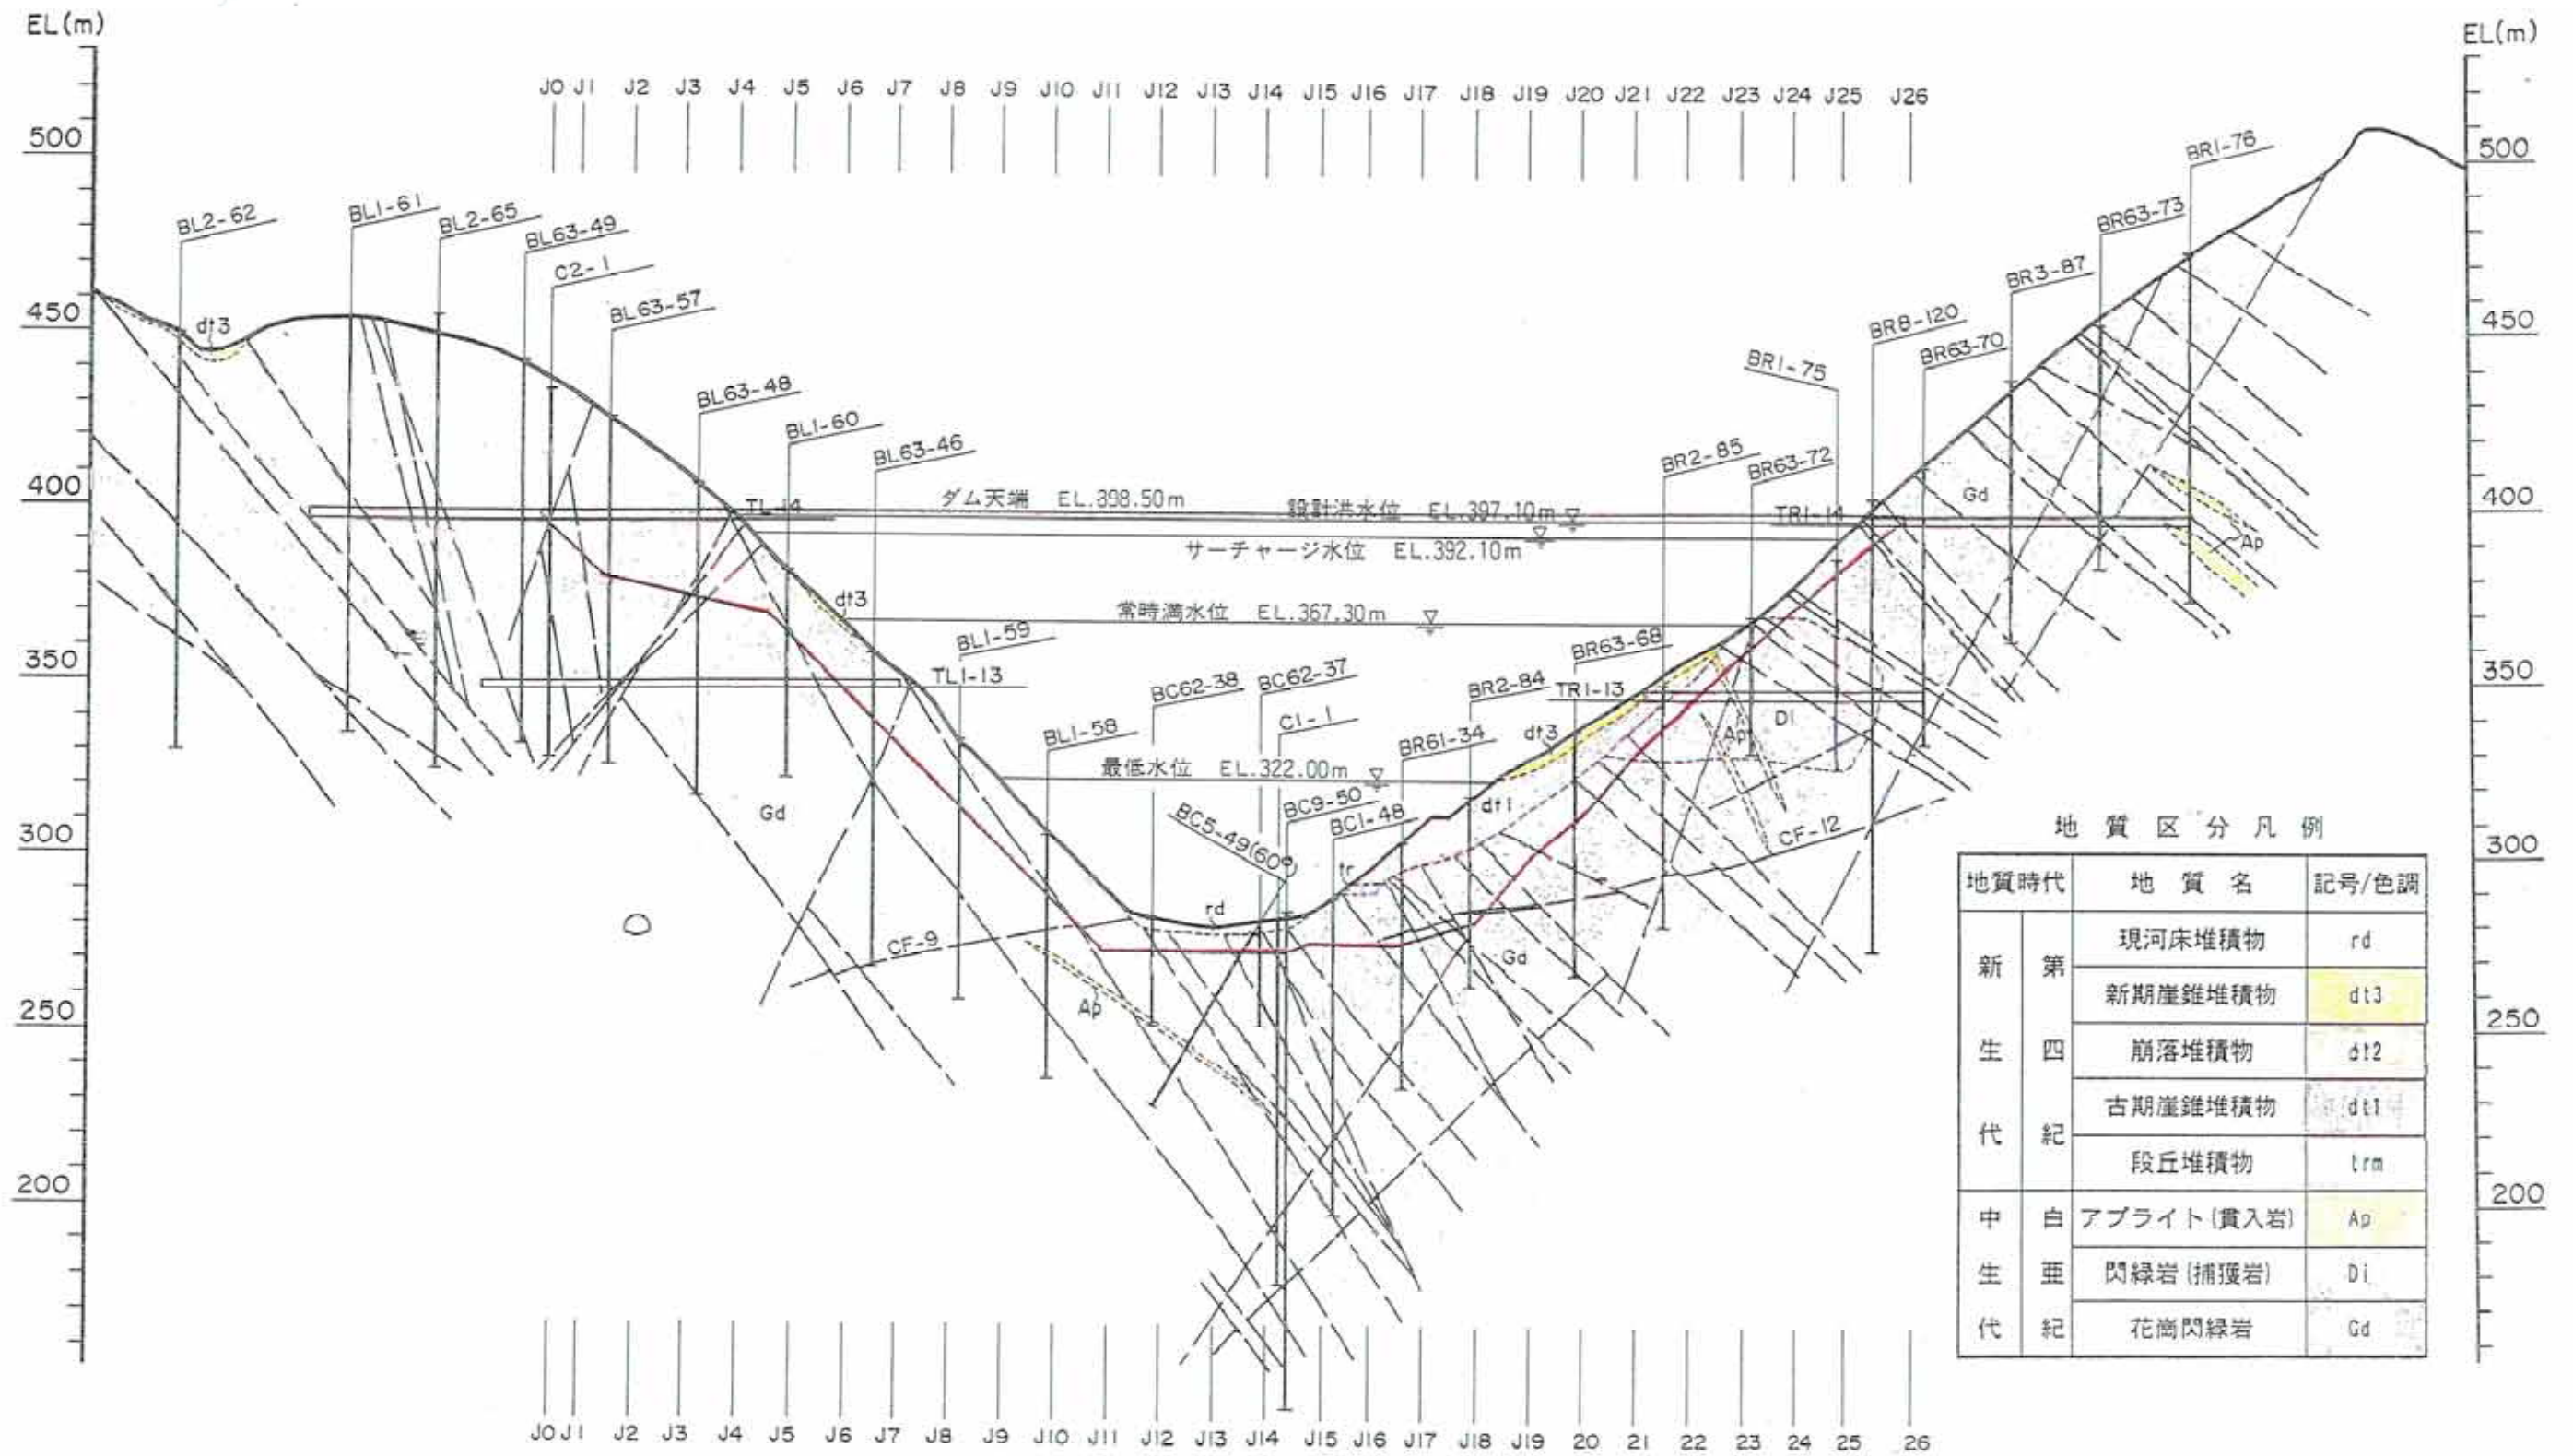 EL(m)
EL(m)
J0 J1 J2 J3 J4 J5 J6 J7 J8 J9 J10 J11 J12 J13 J14 J15 J16 J17 J18 J19 J20 J21 J22 J23 J24 J25 J26
500
450
400
350
300
250
200
500
450
400
350
300
250
200
BL2-62
BL1-61
BL2-65
BL63-49
C2-1
BL63-57
BL63-48
BL1-60
BL63-46
BL1-59
BL1-58
BC62-38
BC62-37
C1-1
BC9-50
BC5-49(60°)
BC1-48
BR61-34
BR2-84
BR63-68
BR2-85
BR63-72
BR1-75
BR8-120
BR63-70
BR3-87
BR63-73
BR1-76
dt3
TL-14
ダム天端 EL.398.50m
設計洪水位 EL.397.10m
TR1-14
サーチャージ水位 EL.392.10m
常時満水位 EL.367.30m
最低水位 EL.322.00m
dt3
TL1-13
TR1-13
Gd
Ap
Di
Ap
dt3
dt1
tr
CF-12
Gd
Gd
rd
CF-9
Ap
地質区分凡例
地質時代 地質名 記号/色調
新生代 第四紀
現河床堆積物 rd
新期崖錐堆積物 dt3
崩落堆積物 dt2
古期崖錐堆積物 dt1
段丘堆積物 trm
中生代 白亜紀
アプライト(貫入岩) Ap
閃緑岩(捕獲岩) Di
花崗閃緑岩 Gd
J0 J1 J2 J3 J4 J5 J6 J7 J8 J9 J10 J11 J12 J13 J14 J15 J16 J17 J18 J19 20 21 22 23 24 25 26